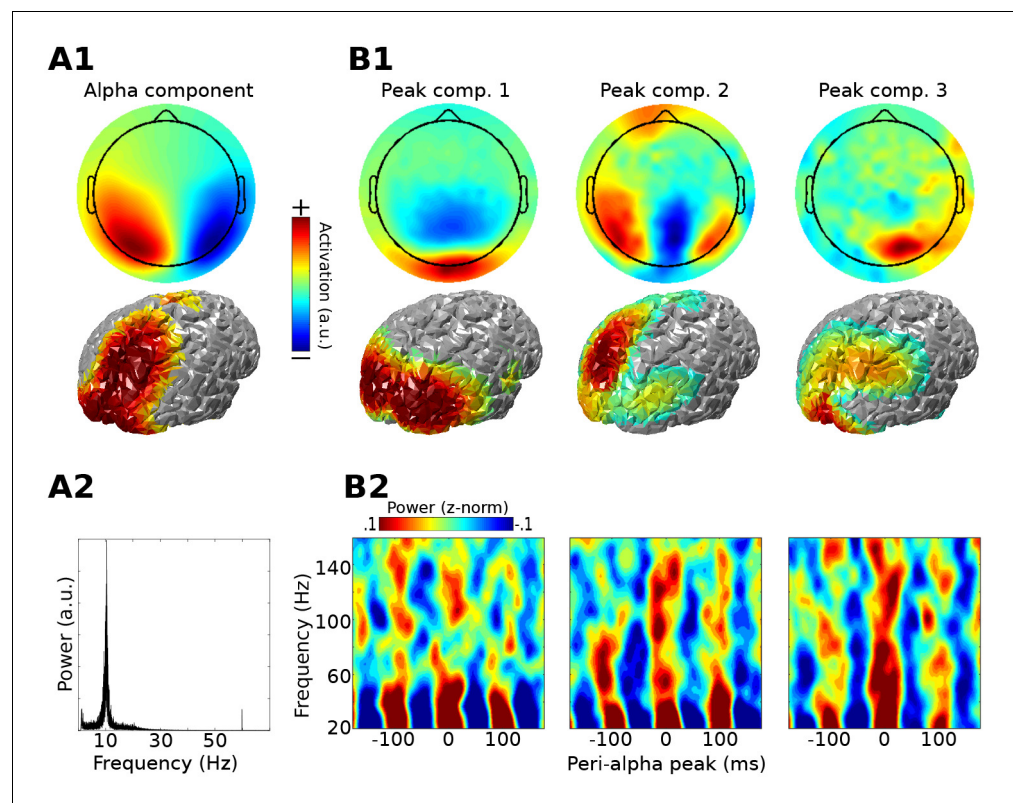 A1
Alpha component
+
Activation (a.u.)
−
B1
Peak comp. 1
Peak comp. 2
Peak comp. 3
A2
Power (a.u.)
10 30 50
Frequency (Hz)
B2
Power (z-norm)
.1 -.1
Frequency (Hz)
140
100
60
20
-100 0 100
-100 0 100
-100 0 100
Peri-alpha peak (ms)